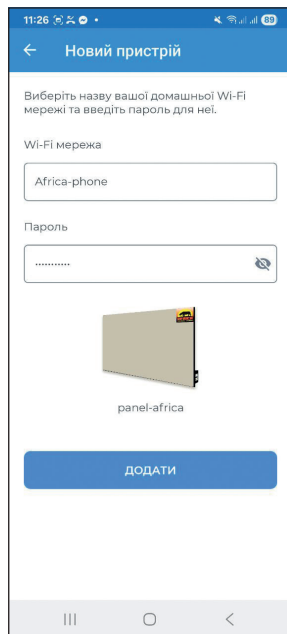 11:26
89
Новий пристрій
Виберіть назву вашої домашньої Wi-Fi
мережі та введіть пароль для неї.
Wi-Fi мережа
Africa-phone
Пароль
...........
panel-africa
ДОДАТИ